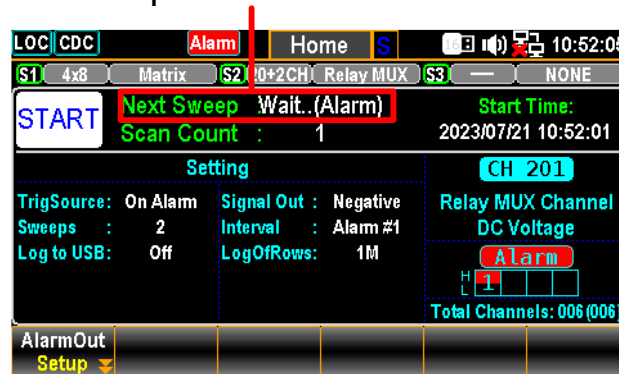 LOC CDC Alarm Home S 10:52:05
S1 4x8 Matrix S2 20+2CH Relay MUX S3 — NONE
START
Next Sweep : Wait..(Alarm)
Scan Count : 1
Start Time:
2023/07/21 10:52:01
Setting
TrigSource: On Alarm Signal Out : Negative
Sweeps : 2 Interval : Alarm #1
Log to USB: Off LogOfRows: 1M
CH 201
Relay MUX Channel
DC Voltage
Alarm
H 1
L
Total Channels: 006 (006)
AlarmOut
Setup